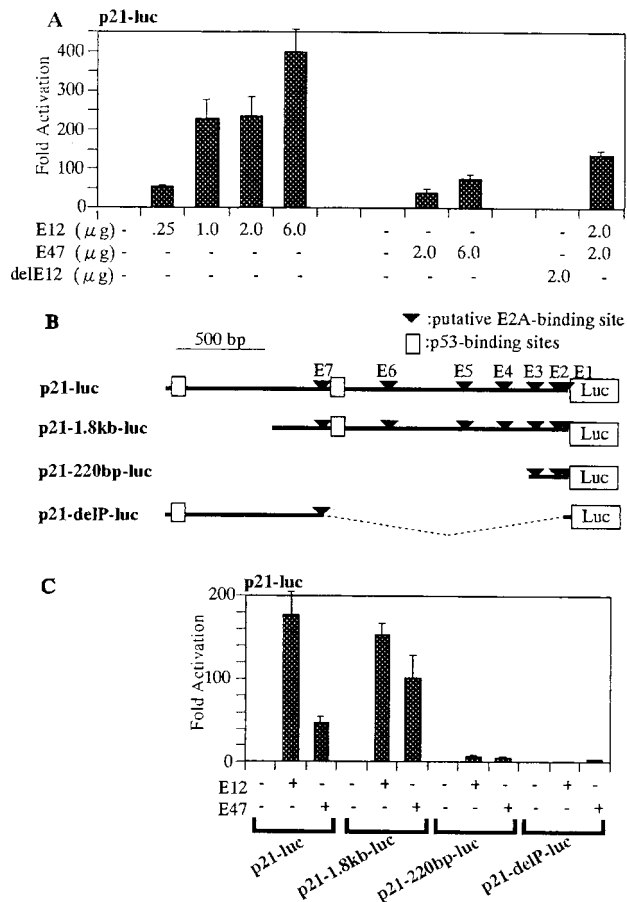 A
p21-luc
Fold Activation
400
300
200
100
0
E12 (μg) - .25 1.0 2.0 6.0 - - - - 2.0
E47 (μg) - - - - - - 2.0 6.0 - 2.0
delE12 (μg) - - - - - - - - 2.0 -
B
500 bp
:putative E2A-binding site
:p53-binding sites
E7 E6 E5 E4 E3 E2 E1
p21-luc Luc
p21-1.8kb-luc Luc
p21-220bp-luc Luc
p21-delP-luc Luc
C
p21-luc
Fold Activation
200
100
0
E12 - + - - + - - + - - + -
E47 - - + - - + - - + - - +
p21-luc p21-1.8kb-luc p21-220bp-luc p21-delP-luc